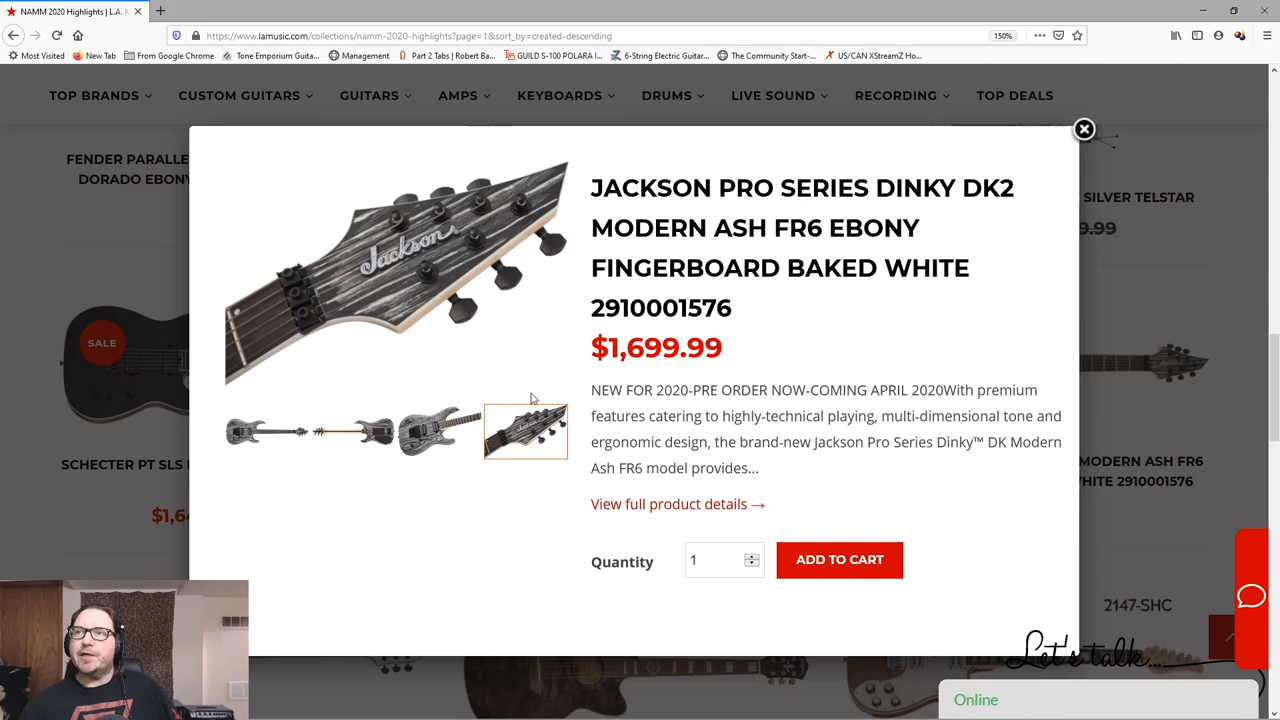 NAMM 2020 Highlights | L.A. M
https://www.lamusic.com/collections/namm-2020-highlights?page=1&sort_by=created-descending
150%
Most Visited
New Tab
From Google Chrome
Tone Emporium Guita...
Management
Part 2 Tabs | Robert Ba...
GUILD S-100 POLARA I...
6-String Electric Guitar...
The Community Start-...
US/CAN XStreamZ Ho...
TOP BRANDS
CUSTOM GUITARS
GUITARS
AMPS
KEYBOARDS
DRUMS
LIVE SOUND
RECORDING
TOP DEALS
FENDER PARALLE
DORADO EBONY
SILVER TELSTAR
9.99
SALE
SCHECTER PT SLS
$1,6
MODERN ASH FR6
HITE 2910001576
Jackson
JACKSON PRO SERIES DINKY DK2
MODERN ASH FR6 EBONY
FINGERBOARD BAKED WHITE
2910001576
$1,699.99
NEW FOR 2020-PRE ORDER NOW-COMING APRIL 2020With premium
features catering to highly-technical playing, multi-dimensional tone and
ergonomic design, the brand-new Jackson Pro Series Dinky™ DK Modern
Ash FR6 model provides...
View full product details →
Quantity
1
ADD TO CART
2147-SHC
Let's talk...
Online